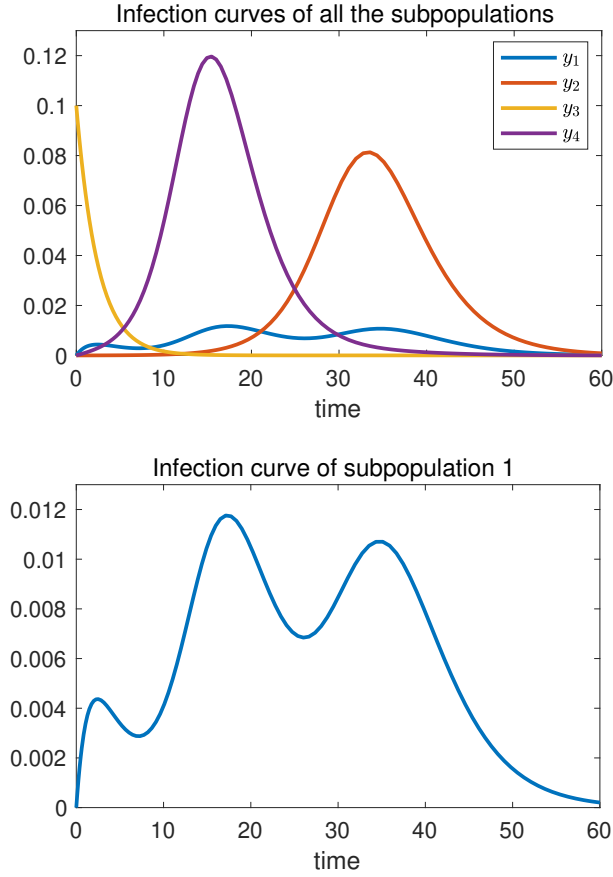 Infection curves of all the subpopulations
0.12
0.1
0.08
0.06
0.04
0.02
0
y1
y2
y3
y4
0 10 20 30 40 50 60
time
Infection curve of subpopulation 1
0.012
0.01
0.008
0.006
0.004
0.002
0
0 10 20 30 40 50 60
time